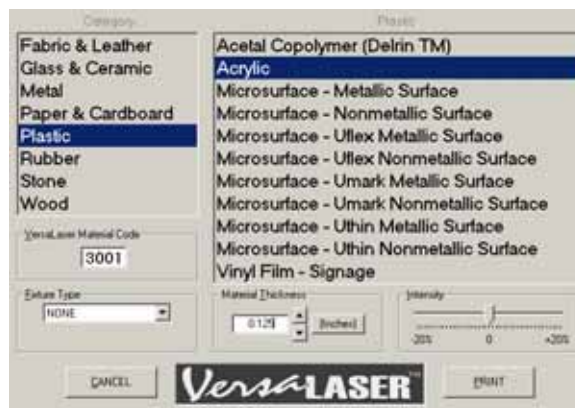 Category
Fabric & Leather
Glass & Ceramic
Metal
Paper & Cardboard
Plastic
Rubber
Stone
Wood
Plastic
Acetal Copolymer (Delrin TM)
Acrylic
Microsurface - Metallic Surface
Microsurface - Nonmetallic Surface
Microsurface - Uflex Metallic Surface
Microsurface - Uflex Nonmetallic Surface
Microsurface - Umark Metallic Surface
Microsurface - Umark Nonmetallic Surface
Microsurface - Uthin Metallic Surface
Microsurface - Uthin Nonmetallic Surface
Vinyl Film - Signage
VersaLaser Material Code
3001
Fixture Type
NONE
Material Thickness
0.125
(Inches)
Intensity
-20% 0 +20%
CANCEL
VersaLASER™
PRINT